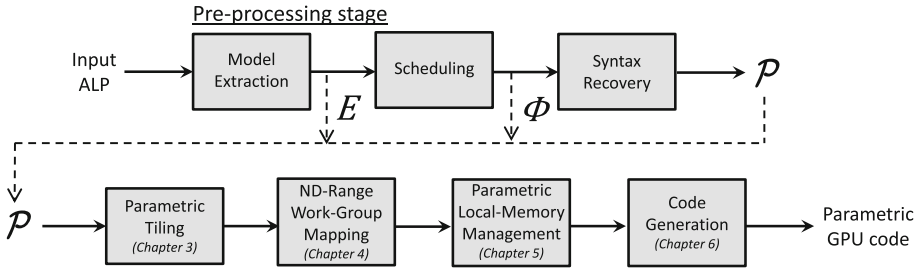 Pre-processing stage
Input
ALP
Model
Extraction
Scheduling
Syntax
Recovery
𝒫
E
Φ
𝒫
Parametric
Tiling
(Chapter 3)
ND-Range
Work-Group
Mapping
(Chapter 4)
Parametric
Local-Memory
Management
(Chapter 5)
Code
Generation
(Chapter 6)
Parametric
GPU code